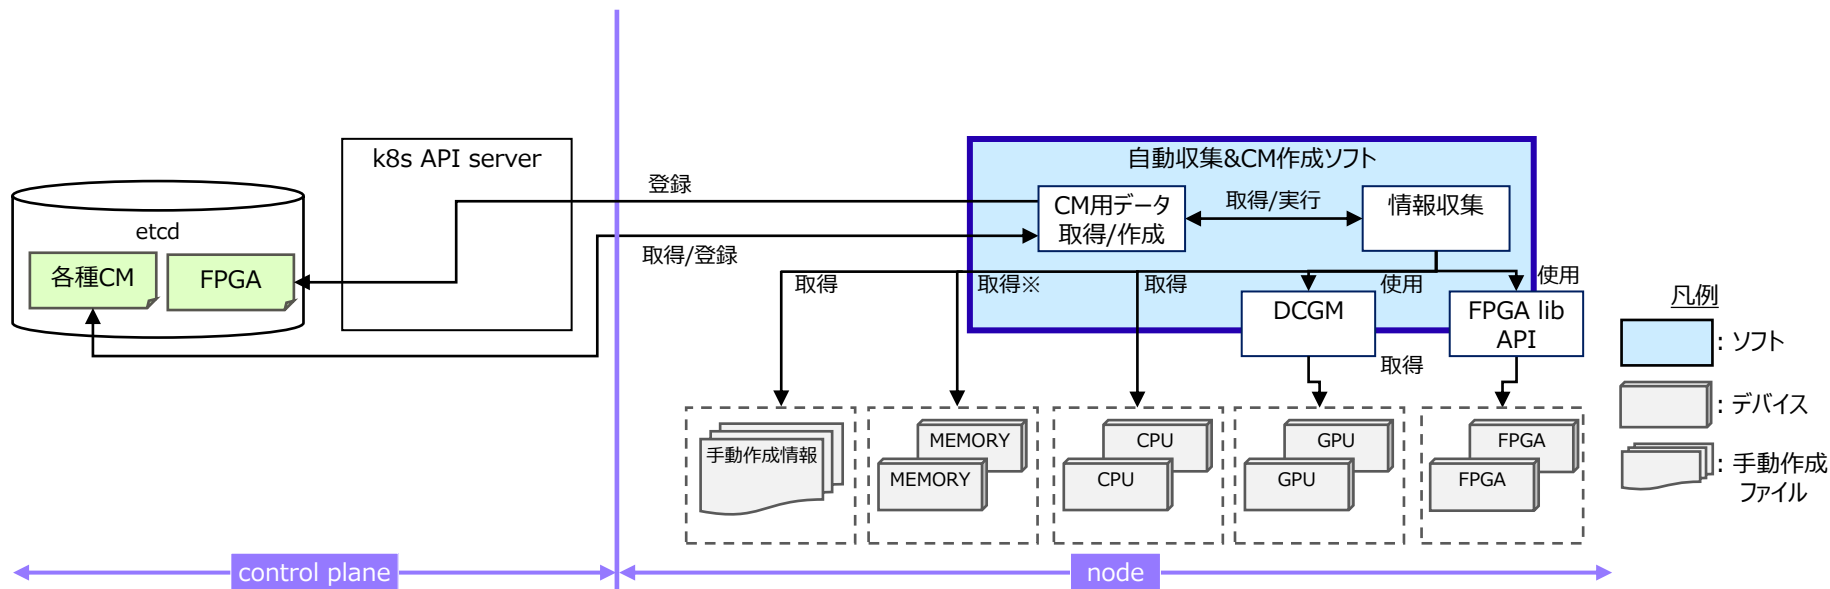 k8s API server
etcd
各種CM
FPGA
登録
取得/登録
自動収集&CM作成ソフト
CM用データ
取得/作成
取得/実行
情報収集
取得
取得※
取得
使用
使用
DCGM
FPGA lib
API
取得
手動作成情報
MEMORY
MEMORY
CPU
CPU
GPU
GPU
FPGA
FPGA
凡例
: ソフト
: デバイス
: 手動作成
ファイル
control plane
node